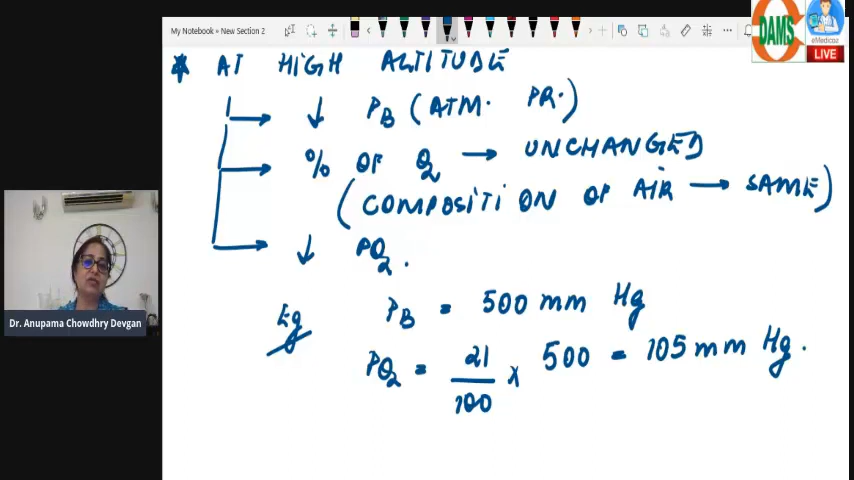 My Notebook » New Section 2
DAMS
@Medicoz
LIVE
* AT HIGH ALTITUDE
→ ↓ PB (ATM. PR.)
→ % OF O2 → UNCHANGED
(COMPOSITION OF AIR → SAME)
→ ↓ PO2.
Eg PB = 500 mm Hg
PO2 = 21/100 x 500 = 105 mm Hg.
Dr. Anupama Chowdhry Devgan